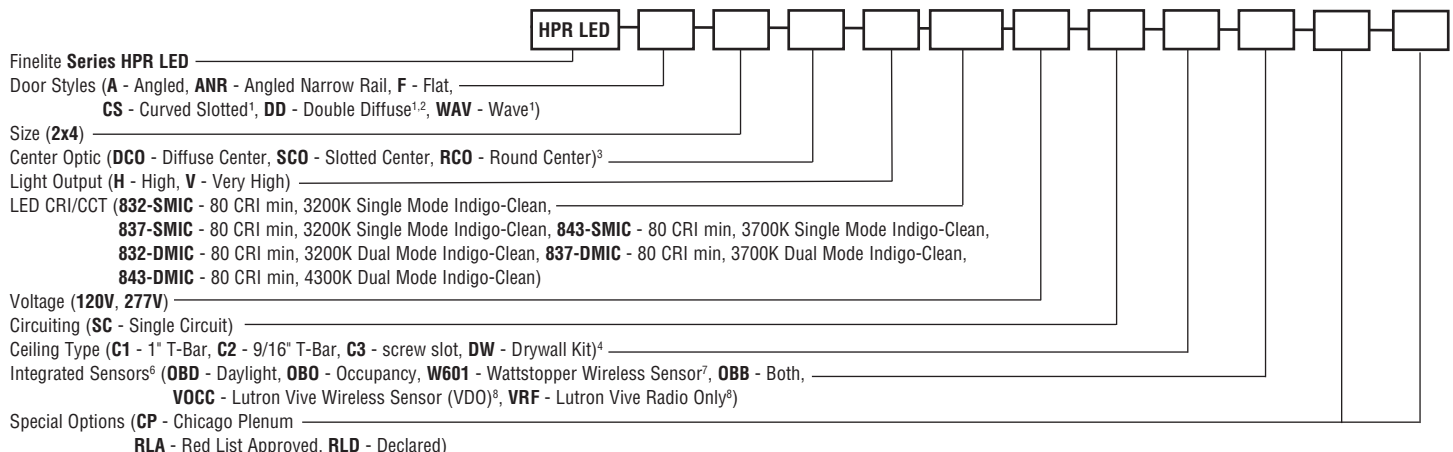 HPR LED
Finelite Series HPR LED
Door Styles (A - Angled, ANR - Angled Narrow Rail, F - Flat,
CS - Curved Slotted¹, DD - Double Diffuse¹,², WAV - Wave¹)
Size (2x4)
Center Optic (DCO - Diffuse Center, SCO - Slotted Center, RCO - Round Center)³
Light Output (H - High, V - Very High)
LED CRI/CCT (832-SMIC - 80 CRI min, 3200K Single Mode Indigo-Clean,
837-SMIC - 80 CRI min, 3200K Single Mode Indigo-Clean, 843-SMIC - 80 CRI min, 3700K Single Mode Indigo-Clean,
832-DMIC - 80 CRI min, 3200K Dual Mode Indigo-Clean, 837-DMIC - 80 CRI min, 3700K Dual Mode Indigo-Clean,
843-DMIC - 80 CRI min, 4300K Dual Mode Indigo-Clean)
Voltage (120V, 277V)
Circuiting (SC - Single Circuit)
Ceiling Type (C1 - 1" T-Bar, C2 - 9/16" T-Bar, C3 - screw slot, DW - Drywall Kit)⁴
Integrated Sensors⁶ (OBD - Daylight, OBO - Occupancy, W601 - Wattstopper Wireless Sensor⁷, OBB - Both,
VOCC - Lutron Vive Wireless Sensor (VDO)⁸, VRF - Lutron Vive Radio Only⁸)
Special Options (CP - Chicago Plenum
RLA - Red List Approved, RLD - Declared)